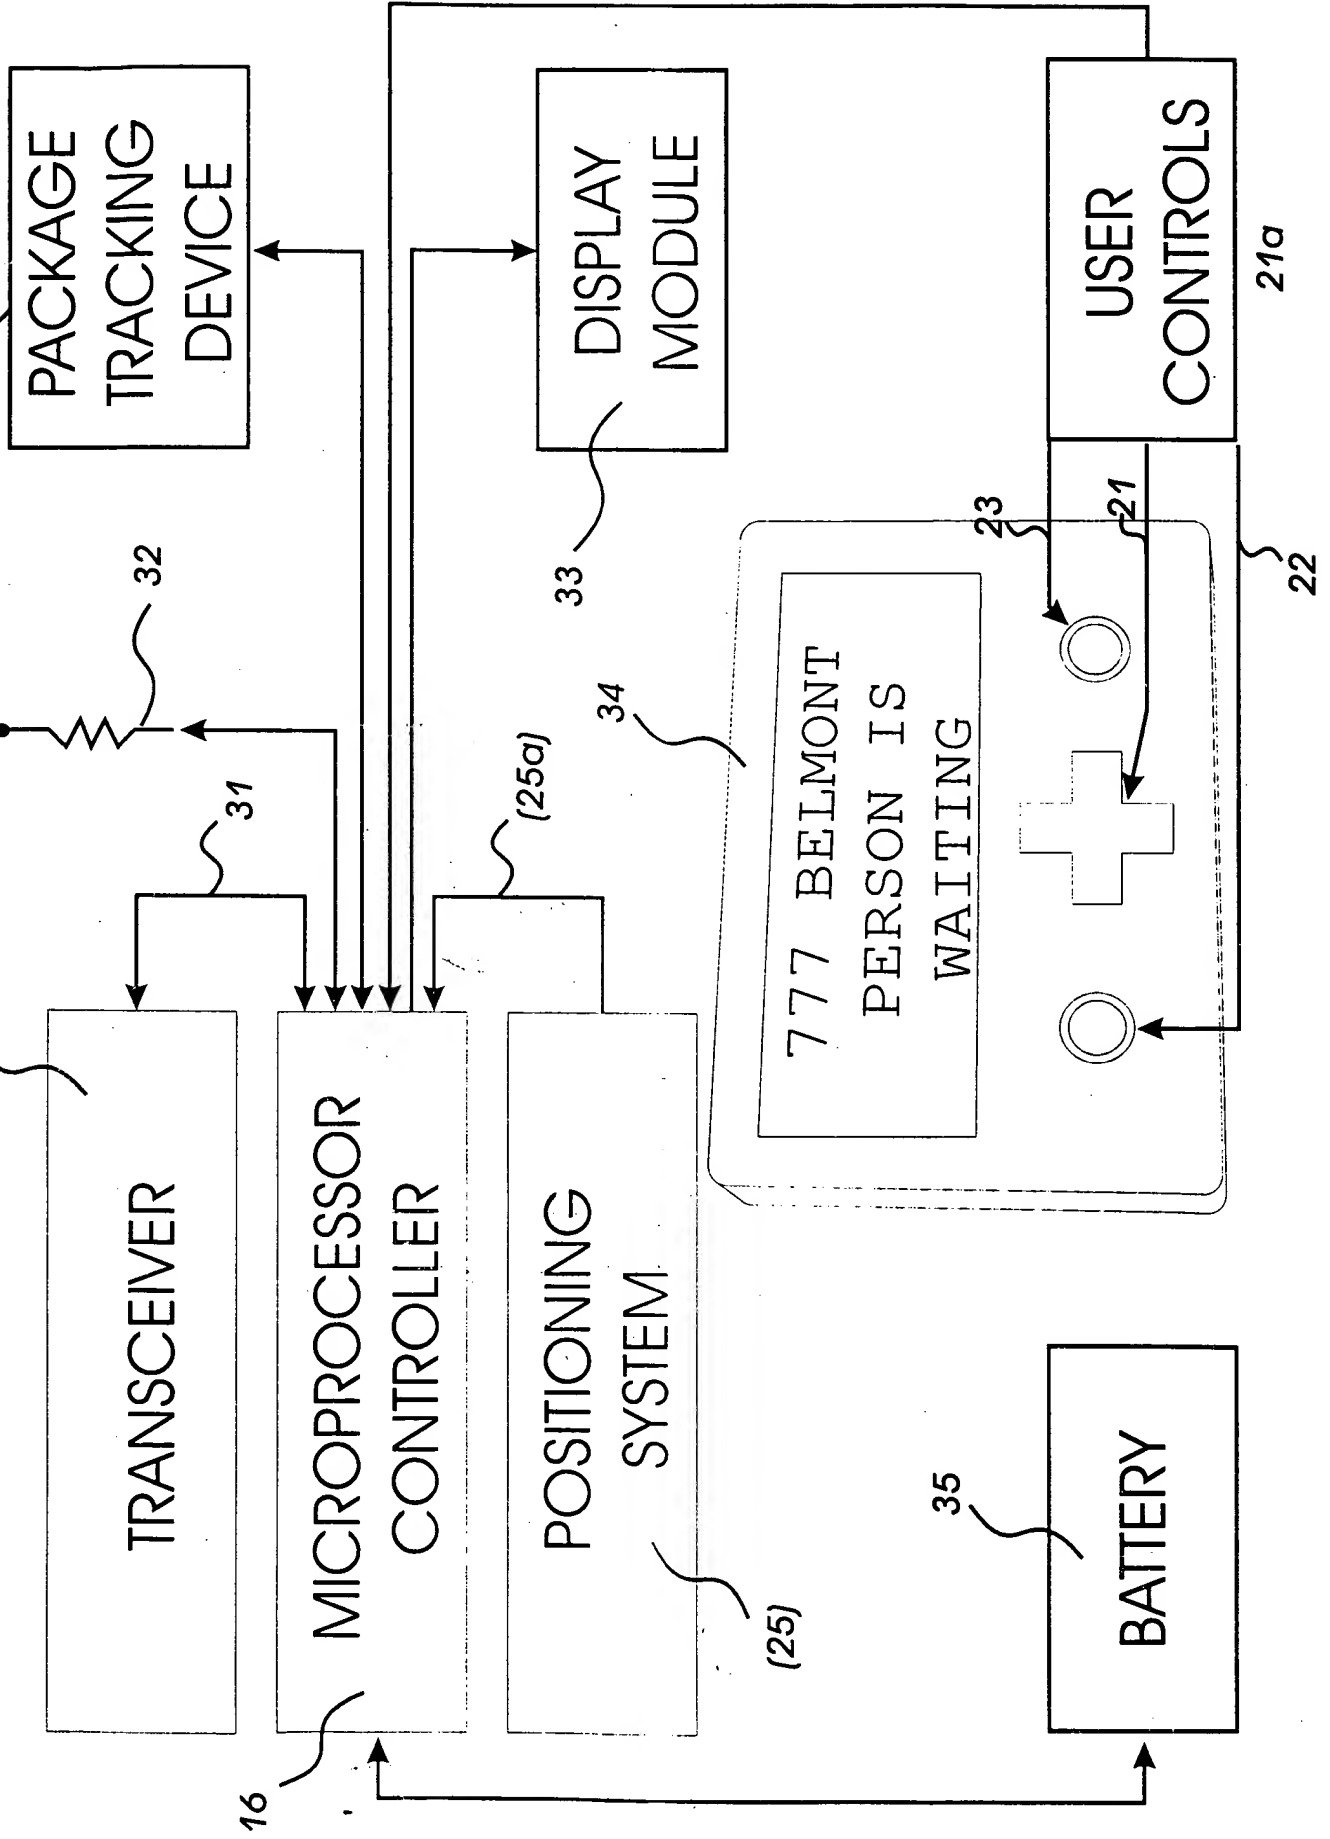 TRANSCEIVER
31
32
PACKAGE
TRACKING
DEVICE
16
MICROPROCESSOR
CONTROLLER
POSITIONING
SYSTEM
(25)
(25a)
33
DISPLAY
MODULE
34
777 BELMONT
PERSON IS
WAITING
23
21
22
35
BATTERY
USER
CONTROLS
21a